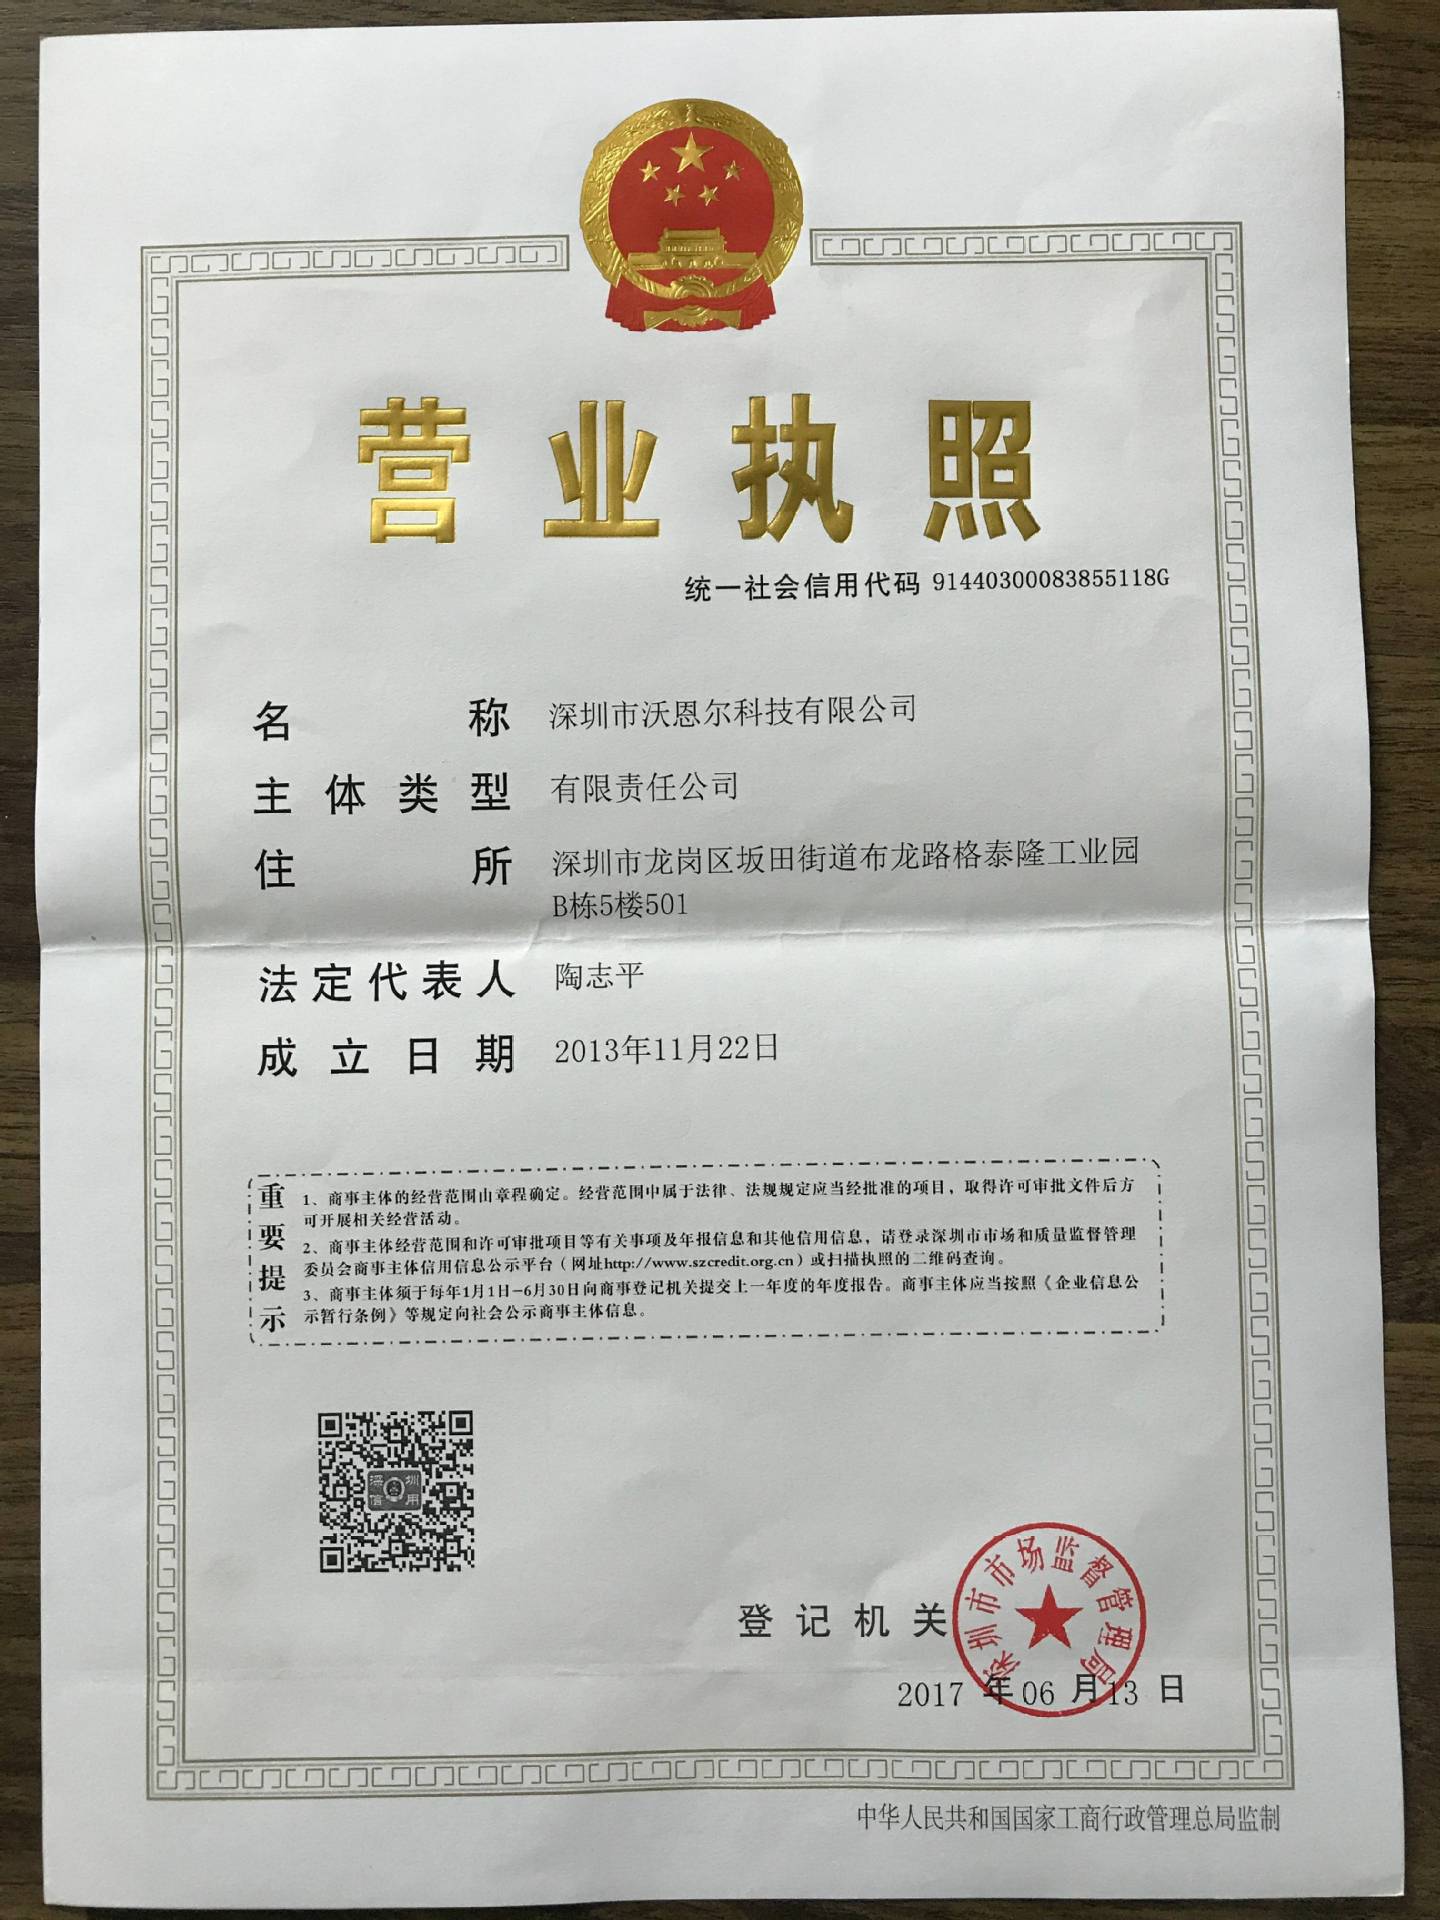 营业执照
统一社会信用代码 91440300083855118G
名称 深圳市沃恩尔科技有限公司
主体类型 有限责任公司
住所 深圳市龙岗区坂田街道布龙路格泰隆工业园
B栋5楼501
法定代表人 陶志平
成立日期 2013年11月22日
重要提示
1、商事主体的经营范围由章程确定。经营范围中属于法律、法规规定应当经批准的项目，取得许可审批文件后方
可开展相关经营活动。
2、商事主体经营范围和许可审批项目等有关事项及年报信息和其他信用信息，请登录深圳市市场和质量监督管理
委员会商事主体信用信息公示平台（网址http://www.szcredit.org.cn）或扫描执照的二维码查询。
3、商事主体须于每年1月1日-6月30日向商事登记机关提交上一年度的年度报告。商事主体应当按照《企业信息公
示暂行条例》等规定向社会公示商事主体信息。
深圳
信用
登记机关
深圳市市场监督管理局
2017 年 06 月 13 日
中华人民共和国国家工商行政管理总局监制